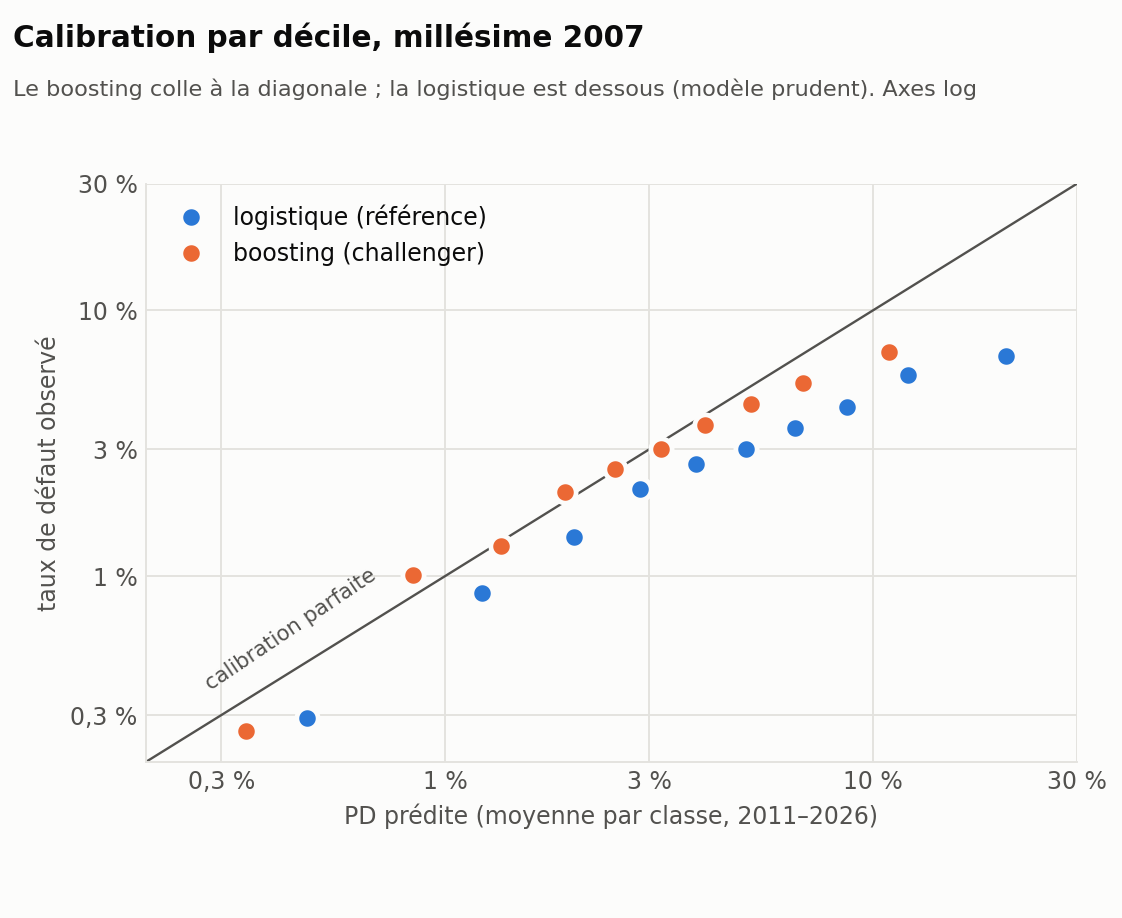 Calibration par décile, millésime 2007
Le boosting colle à la diagonale ; la logistique est dessous (modèle prudent). Axes log
30 %
logistique (référence)
boosting (challenger)
10 %
taux de défaut observé
3 %
calibration parfaite
1 %
0,3 %
0,3 %
1 %
3 %
10 %
30 %
PD prédite (moyenne par classe, 2011–2026)